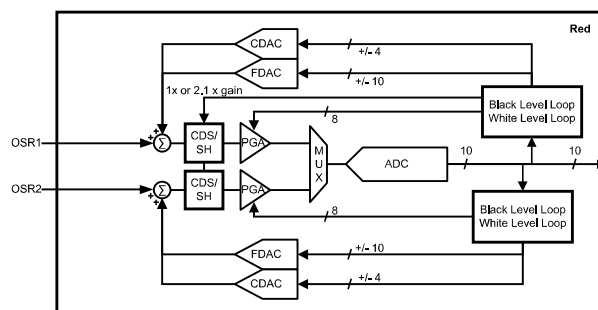 Red
CDAC
+/- 4
FDAC
+/- 10
1x or 2.1 x gain
Black Level Loop
White Level Loop
8
OSR1
+
+
Σ
CDS/
SH
PGA
M
U
X
ADC
10
10
OSR2
+
+
Σ
CDS/
SH
PGA
8
Black Level Loop
White Level Loop
FDAC
+/- 10
CDAC
+/- 4